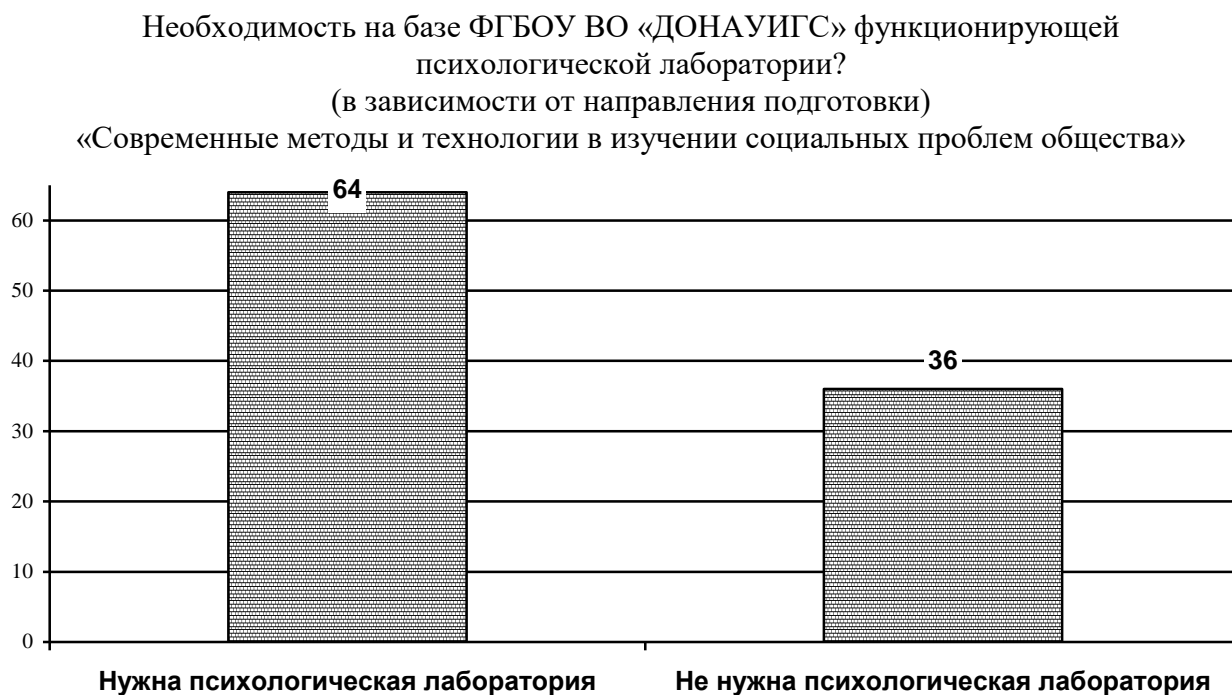 Необходимость на базе ФГБОУ ВО «ДОНАУИГС» функционирующей
психологической лаборатории?
(в зависимости от направления подготовки)
«Современные методы и технологии в изучении социальных проблем общества»
64
60
50
40
36
30
20
10
0
Нужна психологическая лаборатория
Не нужна психологическая лаборатория